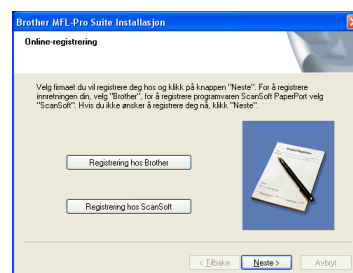 Brother MFL-Pro Suite Installasjon
Online-registrering
Velg firmaet du vil registrere deg hos og klikk på knappen "Neste". For å registrere
innretningen din, velg "Brother", for å registrere programvaren ScanSoft PaperPort velg
"ScanSoft". Hvis du ikke ønsker å registrere deg nå, klikk "Neste".
Registrering hos Brother
Registrering hos ScanSoft
< Tilbake
Neste >
Avbryt